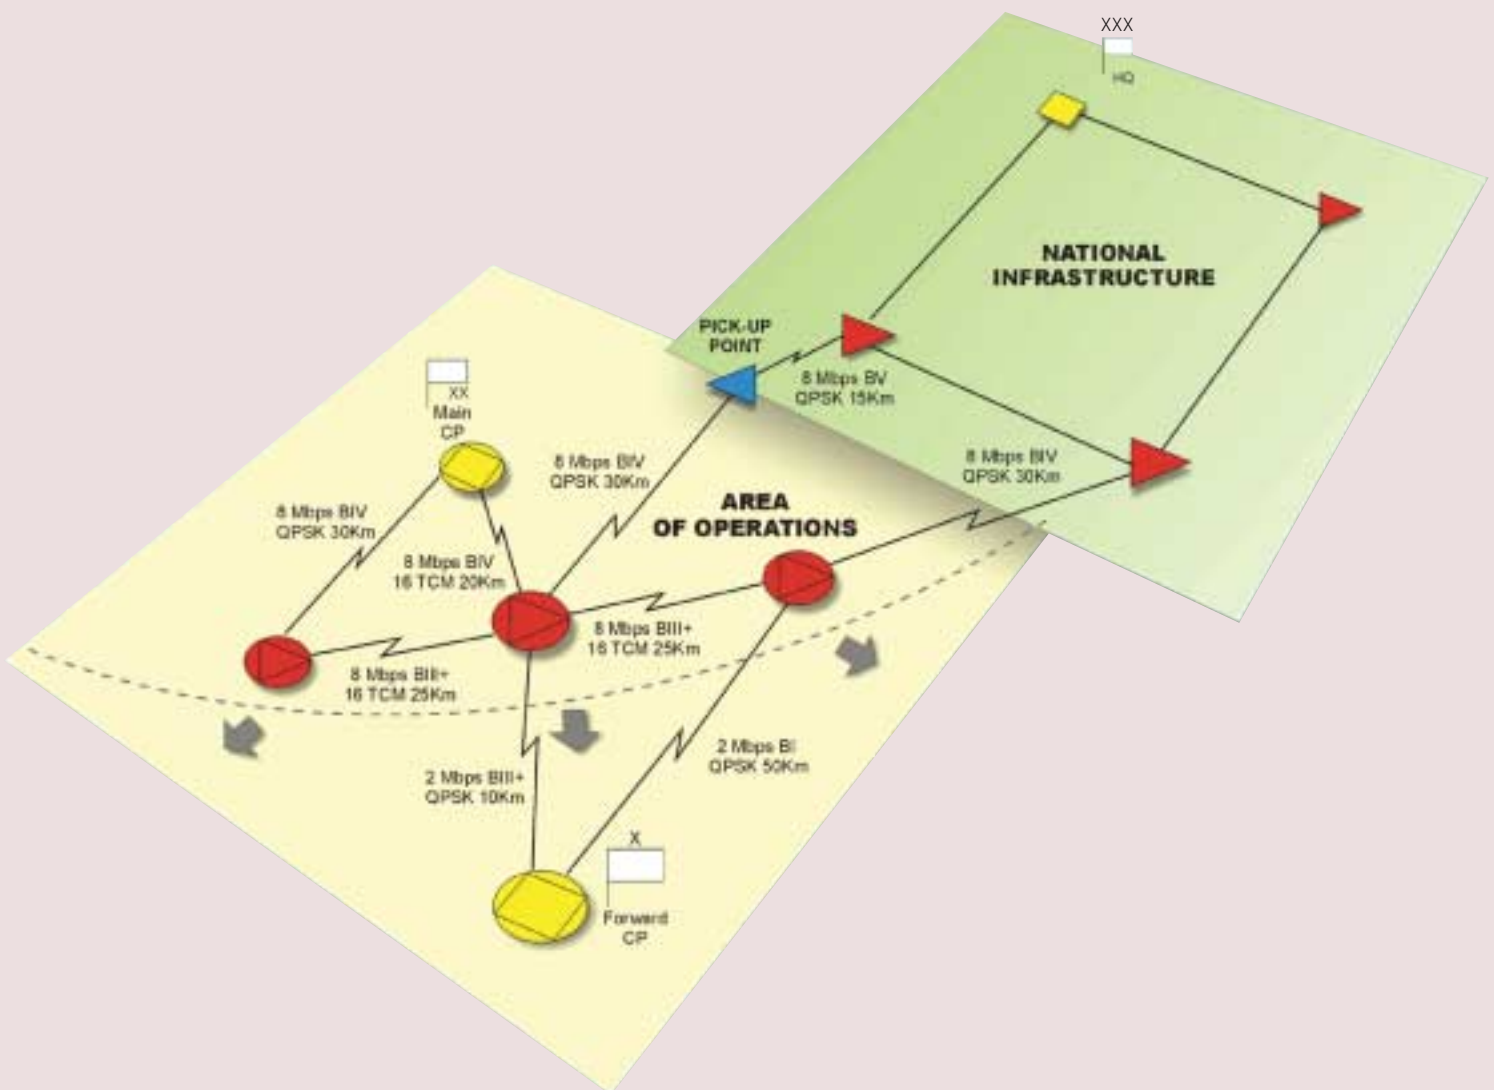 XXX
HQ
NATIONAL
INFRASTRUCTURE
PICK-UP
POINT
8 Mbps BV
QPSK 15Km
XX
Main
CP
8 Mbps BIV
QPSK 30Km
8 Mbps BIV
QPSK 30Km
AREA
OF OPERATIONS
8 Mbps BIV
QPSK 30Km
8 Mbps BIV
16 TCM 20Km
8 Mbps BIII+
16 TCM 25Km
8 Mbps BIII+
16 TCM 25Km
2 Mbps BI
QPSK 50Km
2 Mbps BIII+
QPSK 10Km
X
Forward
CP